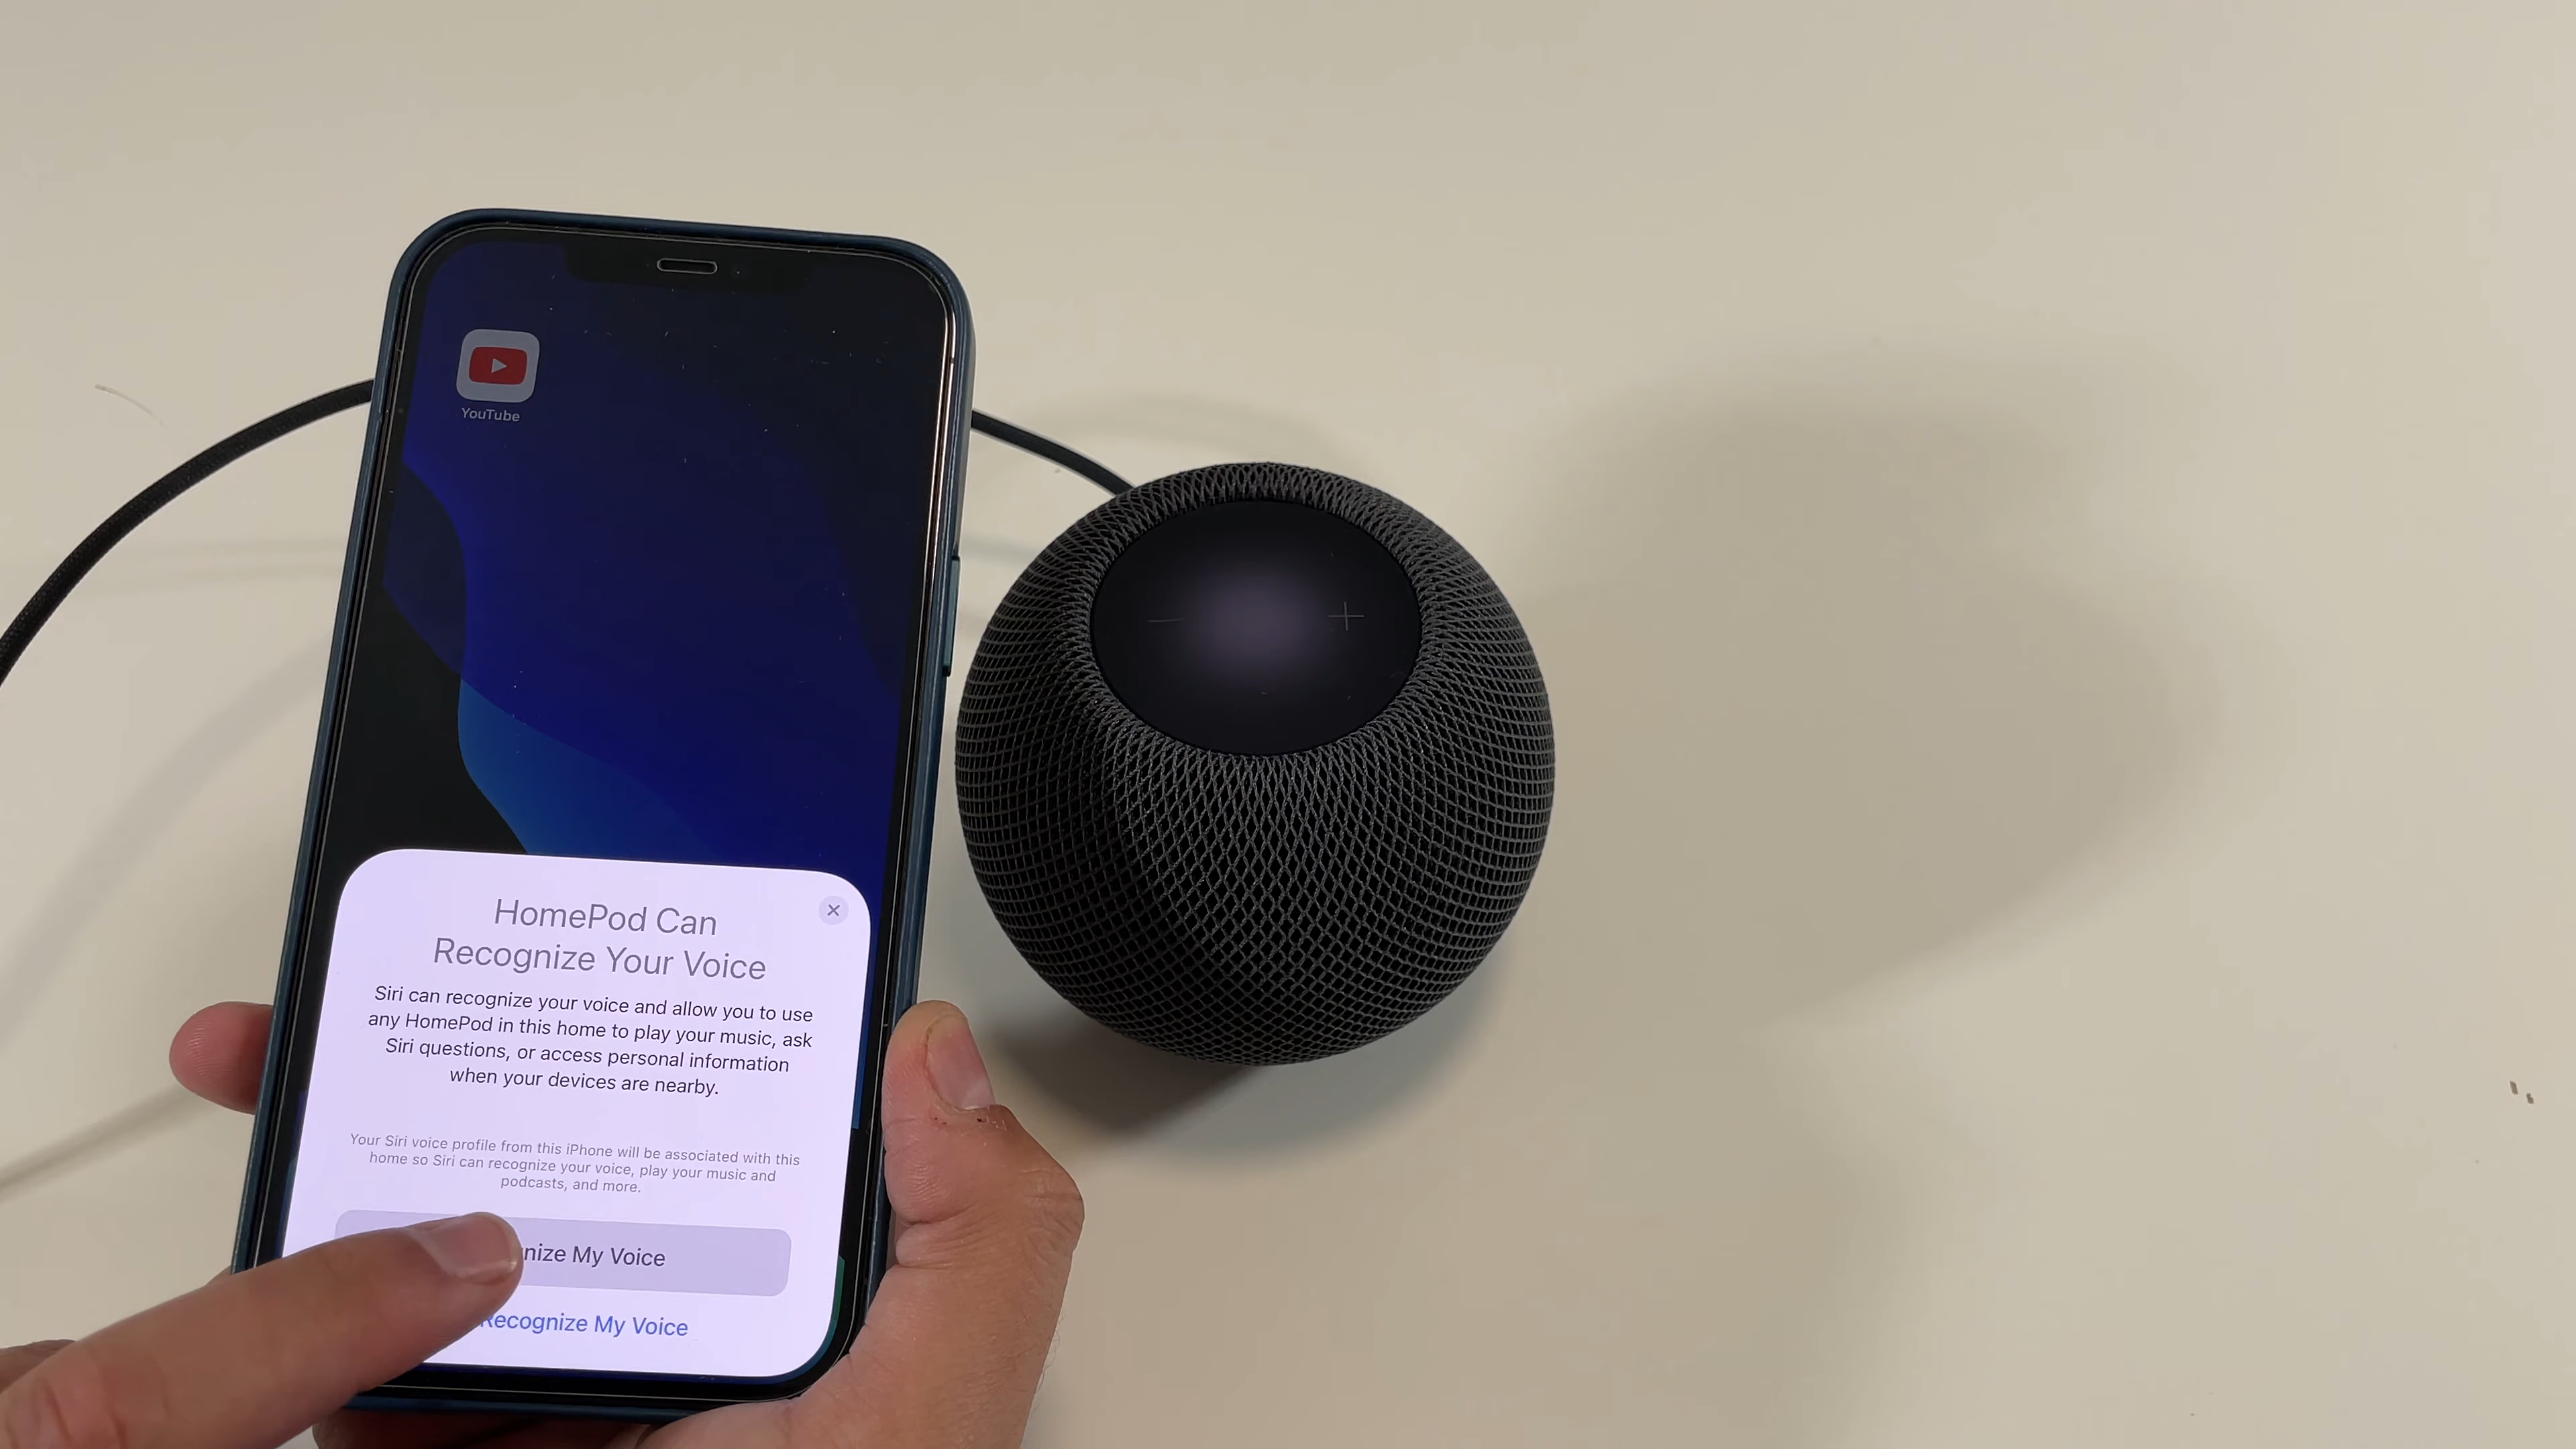 YouTube
HomePod Can
Recognize Your Voice
Siri can recognize your voice and allow you to use
any HomePod in this home to play your music, ask
Siri questions, or access personal information
when your devices are nearby.
Your Siri voice profile from this iPhone will be associated with this
home so Siri can recognize your voice, play your music and
podcasts, and more.
My Voice
Recognize My Voice